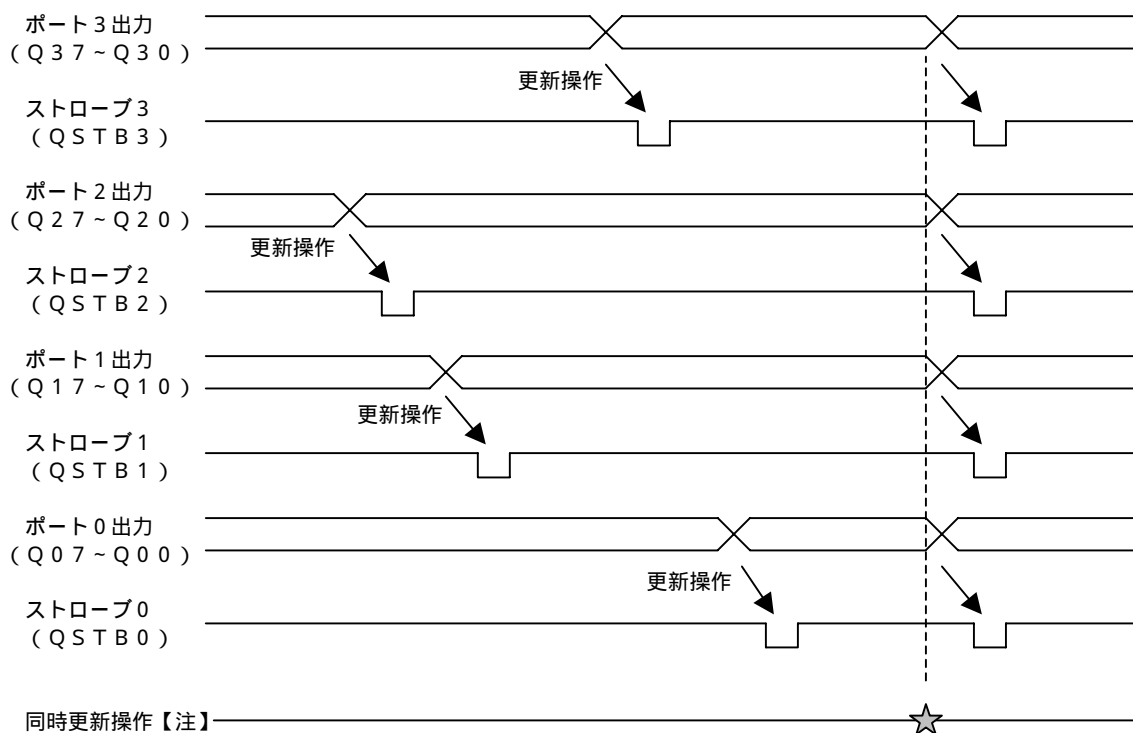 ポート３出力
（Ｑ３７~Ｑ３０）
更新操作
ストローブ３
（ＱＳＴＢ３）
ポート２出力
（Ｑ２７~Ｑ２０）
更新操作
ストローブ２
（ＱＳＴＢ２）
ポート１出力
（Ｑ１７~Ｑ１０）
更新操作
ストローブ１
（ＱＳＴＢ１）
ポート０出力
（Ｑ０７~Ｑ００）
更新操作
ストローブ０
（ＱＳＴＢ０）
同時更新操作【注】